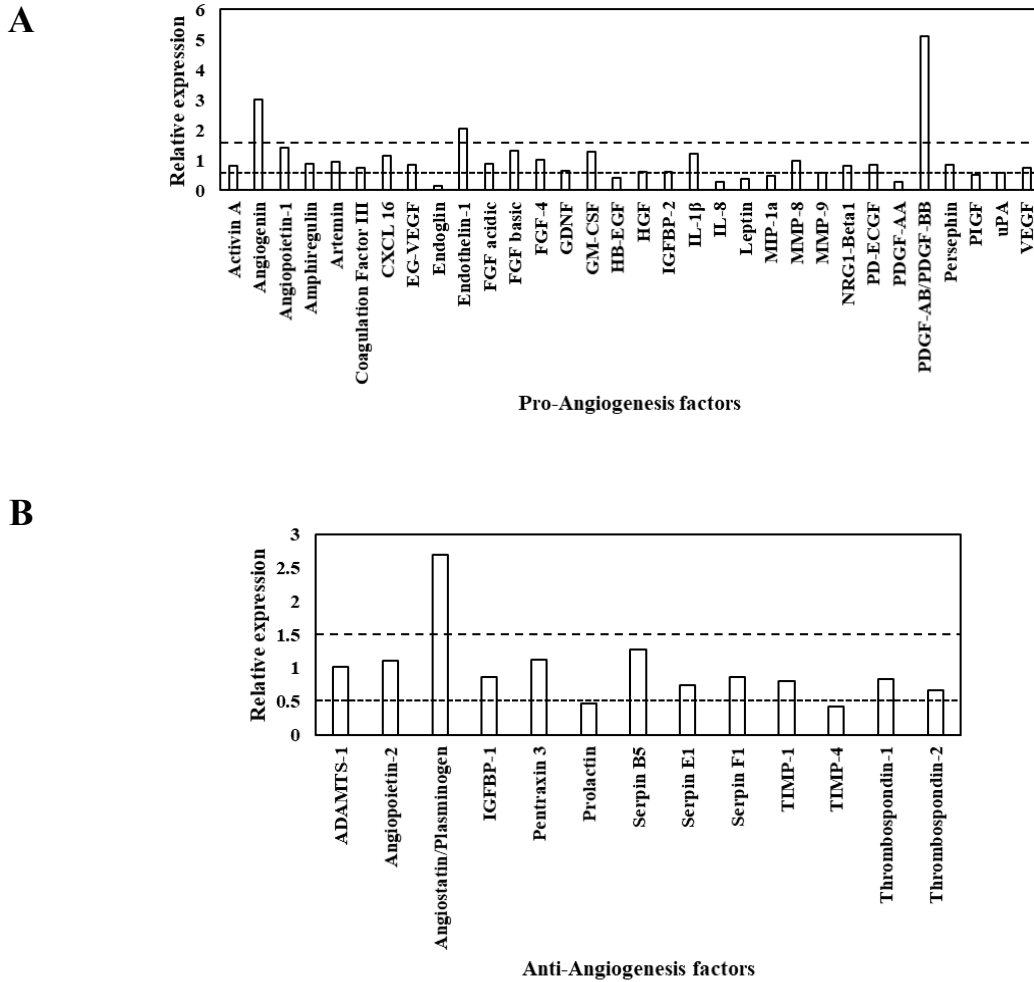 A
Relative expression
6
5
4
3
2
1
0
Activin A
Angiogenin
Angiopoietin-1
Amphiregulin
Artemin
Coagulation Factor III
CXCL 16
EG-VEGF
Endoglin
Endothelin-1
FGF acidic
FGF basic
FGF-4
GDNF
GM-CSF
HB-EGF
HGF
IGFBP-2
IL-1β
IL-8
Leptin
MIP-1a
MMP-8
MMP-9
NRG1-Beta1
PD-ECGF
PDGF-AA
PDGF-AB/PDGF-BB
Persephin
PIGF
uPA
VEGF
Pro-Angiogenesis factors
B
Relative expression
3
2.5
2
1.5
1
0.5
0
ADAMTS-1
Angiopoietin-2
Angiostatin/Plasminogen
IGFBP-1
Pentraxin 3
Prolactin
Serpin B5
Serpin E1
Serpin F1
TIMP-1
TIMP-4
Thrombospondin-1
Thrombospondin-2
Anti-Angiogenesis factors